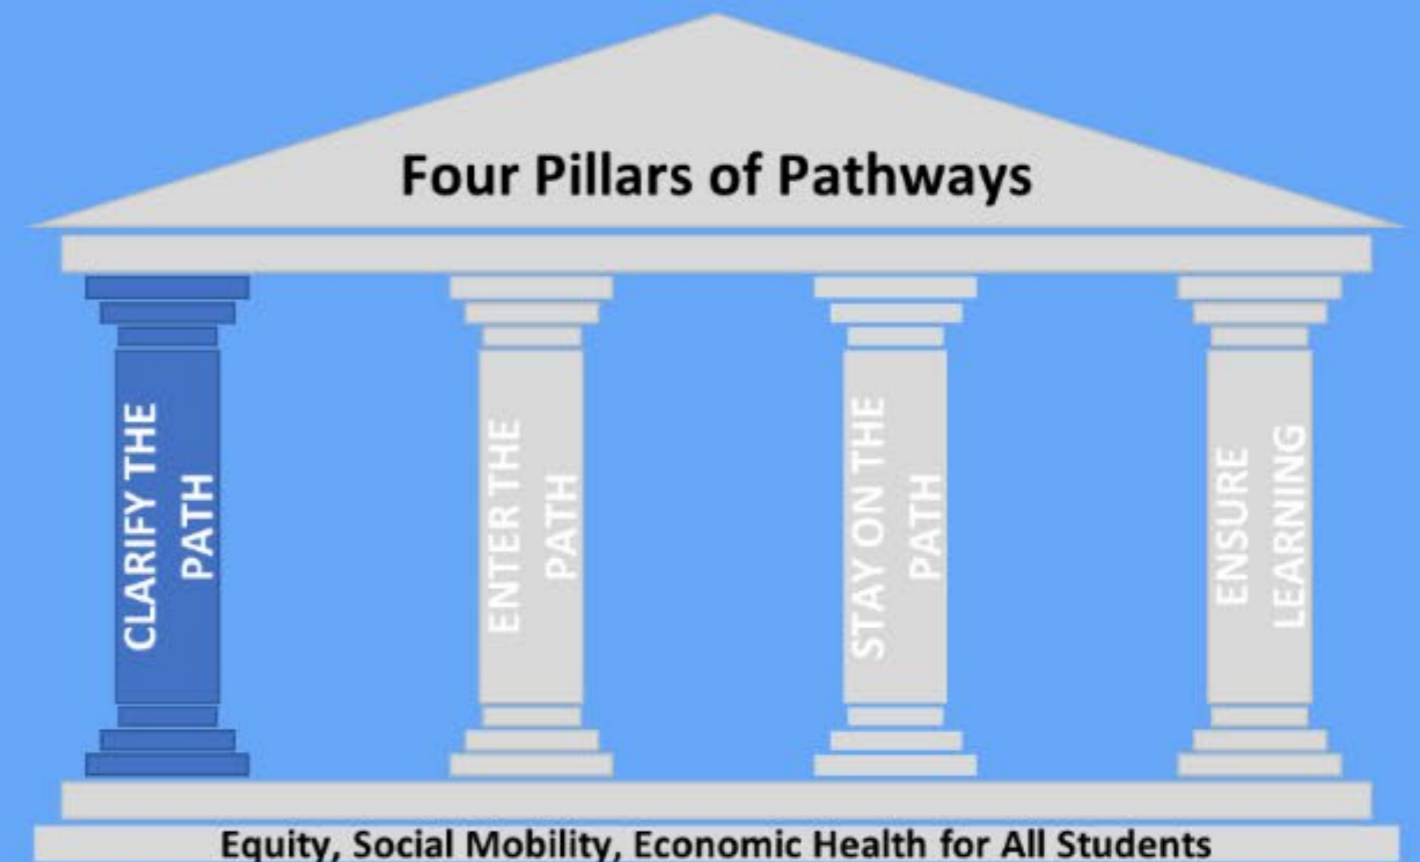 Four Pillars of Pathways
CLARIFY THE
PATH
ENTER THE
PATH
STAY ON THE
PATH
ENSURE
LEARNING
Equity, Social Mobility, Economic Health for All Students